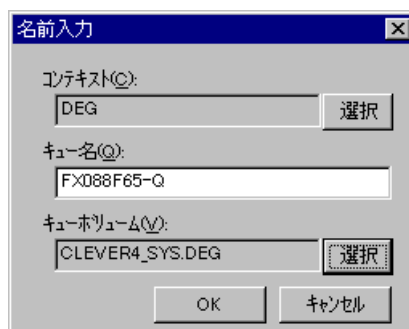 名前入力
コンテキスト(C):
DEG
選択
キュー名(Q):
FX088F65-Q
キューボリューム(V):
CLEVER4_SYS.DEG
選択
OK
キャンセル